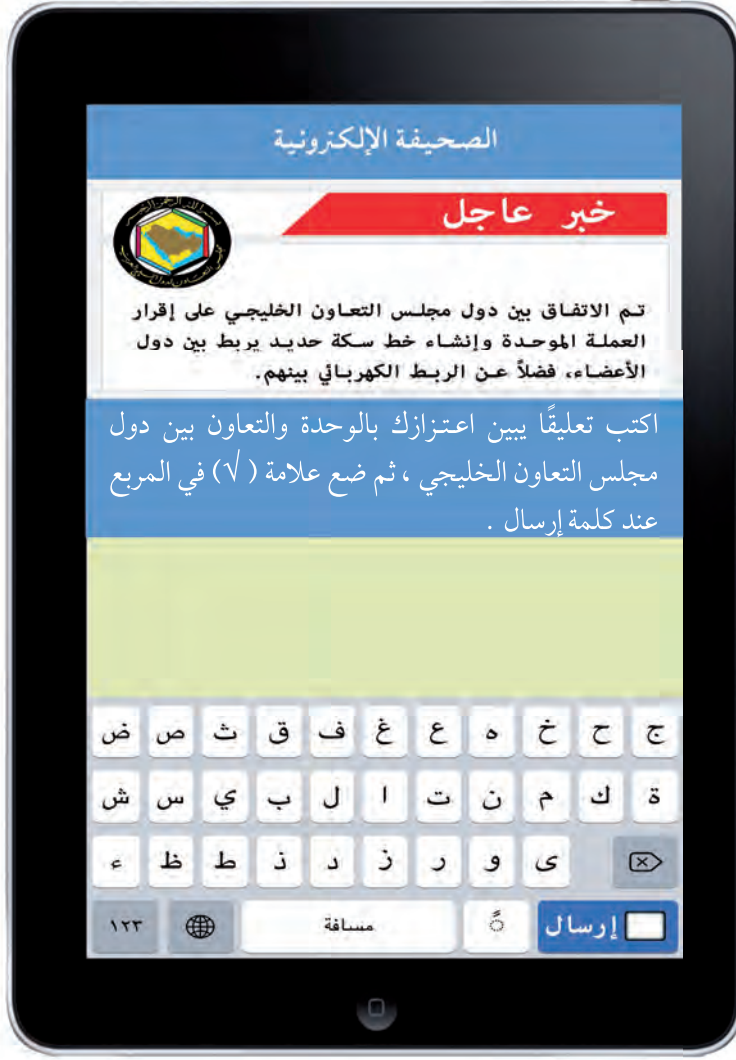 الصحيفة الإلكترونية
خبر عاجل
تم الاتفاق بين دول مجلس التعاون الخليجي على إقرار
العملة الموحدة وإنشاء خط سكة حديد يربط بين دول
الأعضاء، فضلاً عن الربط الكهربائي بينهم.
اكتب تعليقًا يبين اعتزازك بالوحدة والتعاون بين دول
مجلس التعاون الخليجي ، ثم ضع علامة (√) في المربع
عند كلمة إرسال .
ج ح خ ه ع غ ف ق ث ص ض
ة ك م ن ت ا ل ب ي س ش
ى و ر ز د ذ ط ظ ء
إرسال ًّ مسافة ١٢٣